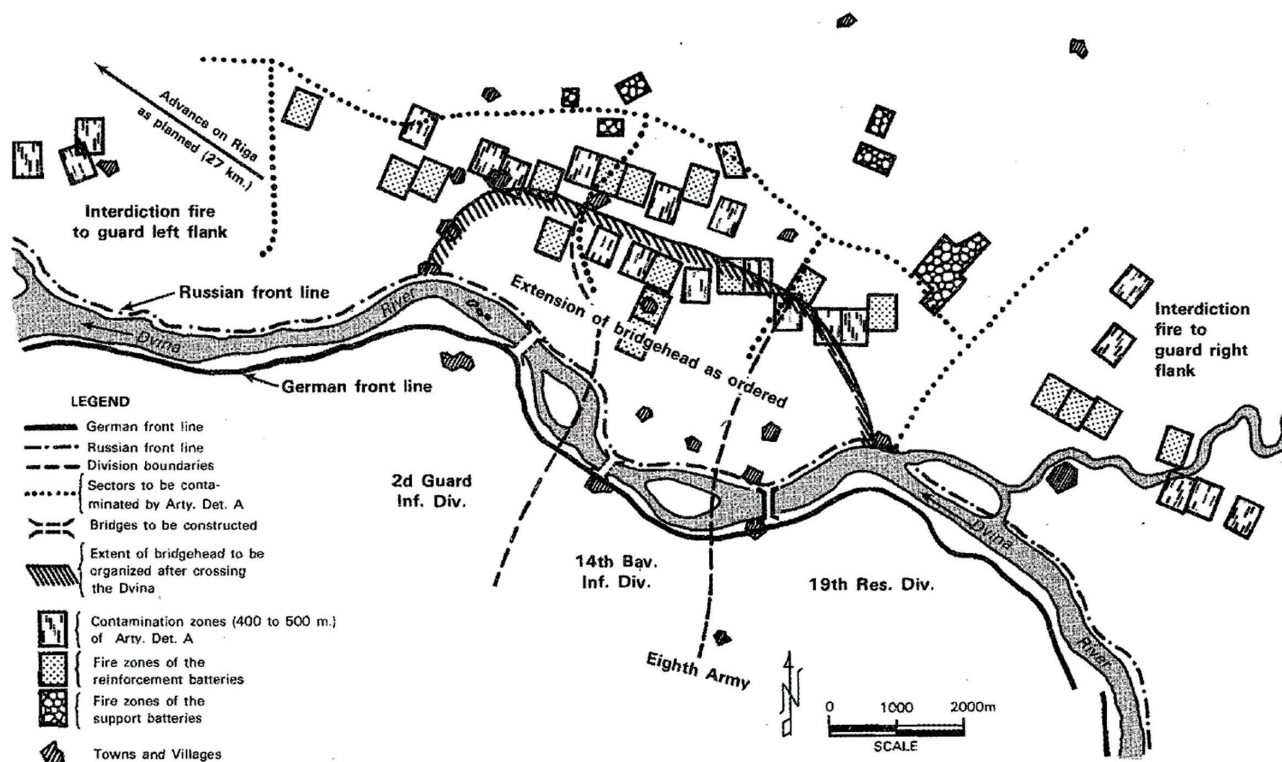 Advance on Riga
as planned (27 km.)
Interdiction fire
to guard left flank
Russian front line
Dvina
River
German front line
Extension of bridgehead as ordered
Interdiction
fire to
guard right
flank
LEGEND
German front line
Russian front line
Division boundaries
Sectors to be conta-
minated by Arty. Det. A
Bridges to be constructed
Extent of bridgehead to be
organized after crossing
the Dvina
Contamination zones (400 to 500 m.)
of Arty. Det. A
Fire zones of the
reinforcement batteries
Fire zones of the
support batteries
Towns and Villages
2d Guard
Inf. Div.
14th Bav.
Inf. Div.
19th Res. Div.
Eighth Army
Dvina
River
N
0 1000 2000m
SCALE